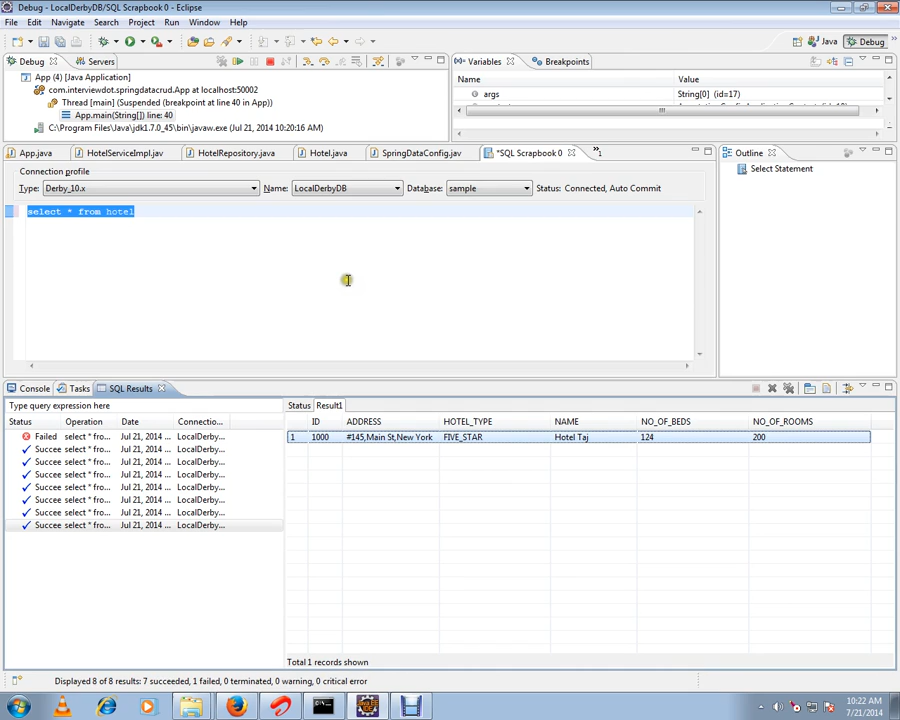 Debug - LocalDerbyDB/SQL Scrapbook 0 - Eclipse
File Edit Navigate Search Project Run Window Help
Java Debug
Debug Servers
App (4) [Java Application]
com.interviewdot.springdatacrud.App at localhost:50002
Thread [main] (Suspended (breakpoint at line 40 in App))
App.main(String[]) line: 40
C:\Program Files\Java\jdk1.7.0_45\bin\javaw.exe (Jul 21, 2014 10:20:16 AM)
Variables Breakpoints
Name Value
args String[0] (id=17)
App.java HotelServiceImpl.jav HotelRepository.java Hotel.java SpringDataConfig.jav *SQL Scrapbook 0 »1
Outline
Select Statement
Connection profile
Type: Derby_10.x Name: LocalDerbyDB Database: sample Status: Connected, Auto Commit
select * from hotel
Console Tasks SQL Results
Type query expression here
Status Operation Date Connectio...
Failed select * fro... Jul 21, 2014 ... LocalDerby...
Succee select * fro... Jul 21, 2014 ... LocalDerby...
Succee select * fro... Jul 21, 2014 ... LocalDerby...
Succee select * fro... Jul 21, 2014 ... LocalDerby...
Succee select * fro... Jul 21, 2014 ... LocalDerby...
Succee select * fro... Jul 21, 2014 ... LocalDerby...
Succee select * fro... Jul 21, 2014 ... LocalDerby...
Succee select * fro... Jul 21, 2014 ... LocalDerby...
Status Result1
ID ADDRESS HOTEL_TYPE NAME NO_OF_BEDS NO_OF_ROOMS
1 1000 #145,Main St,New York FIVE_STAR Hotel Taj 124 200
Total 1 records shown
Displayed 8 of 8 results: 7 succeeded, 1 failed, 0 terminated, 0 warning, 0 critical error
Java EE
IDE
10:22 AM
7/21/2014